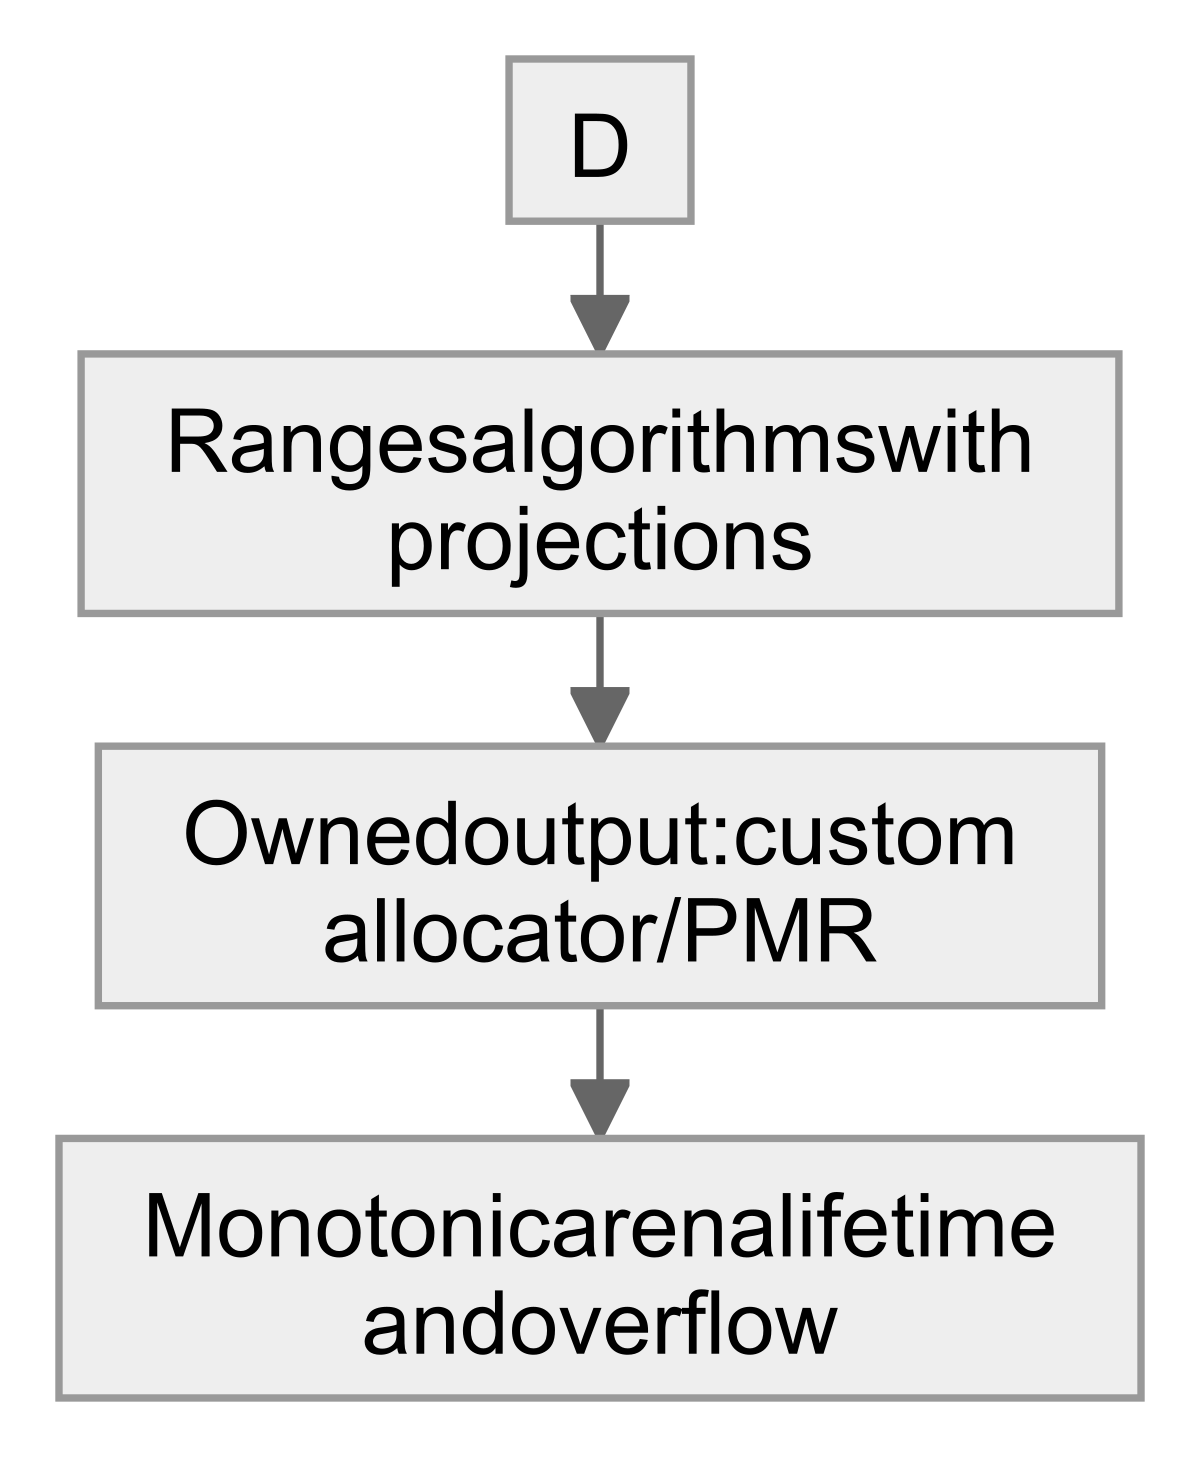 D
Rangesalgorithmswith
projections
Ownedoutput:custom
allocator/PMR
Monotonicarenalifetime
andoverflow